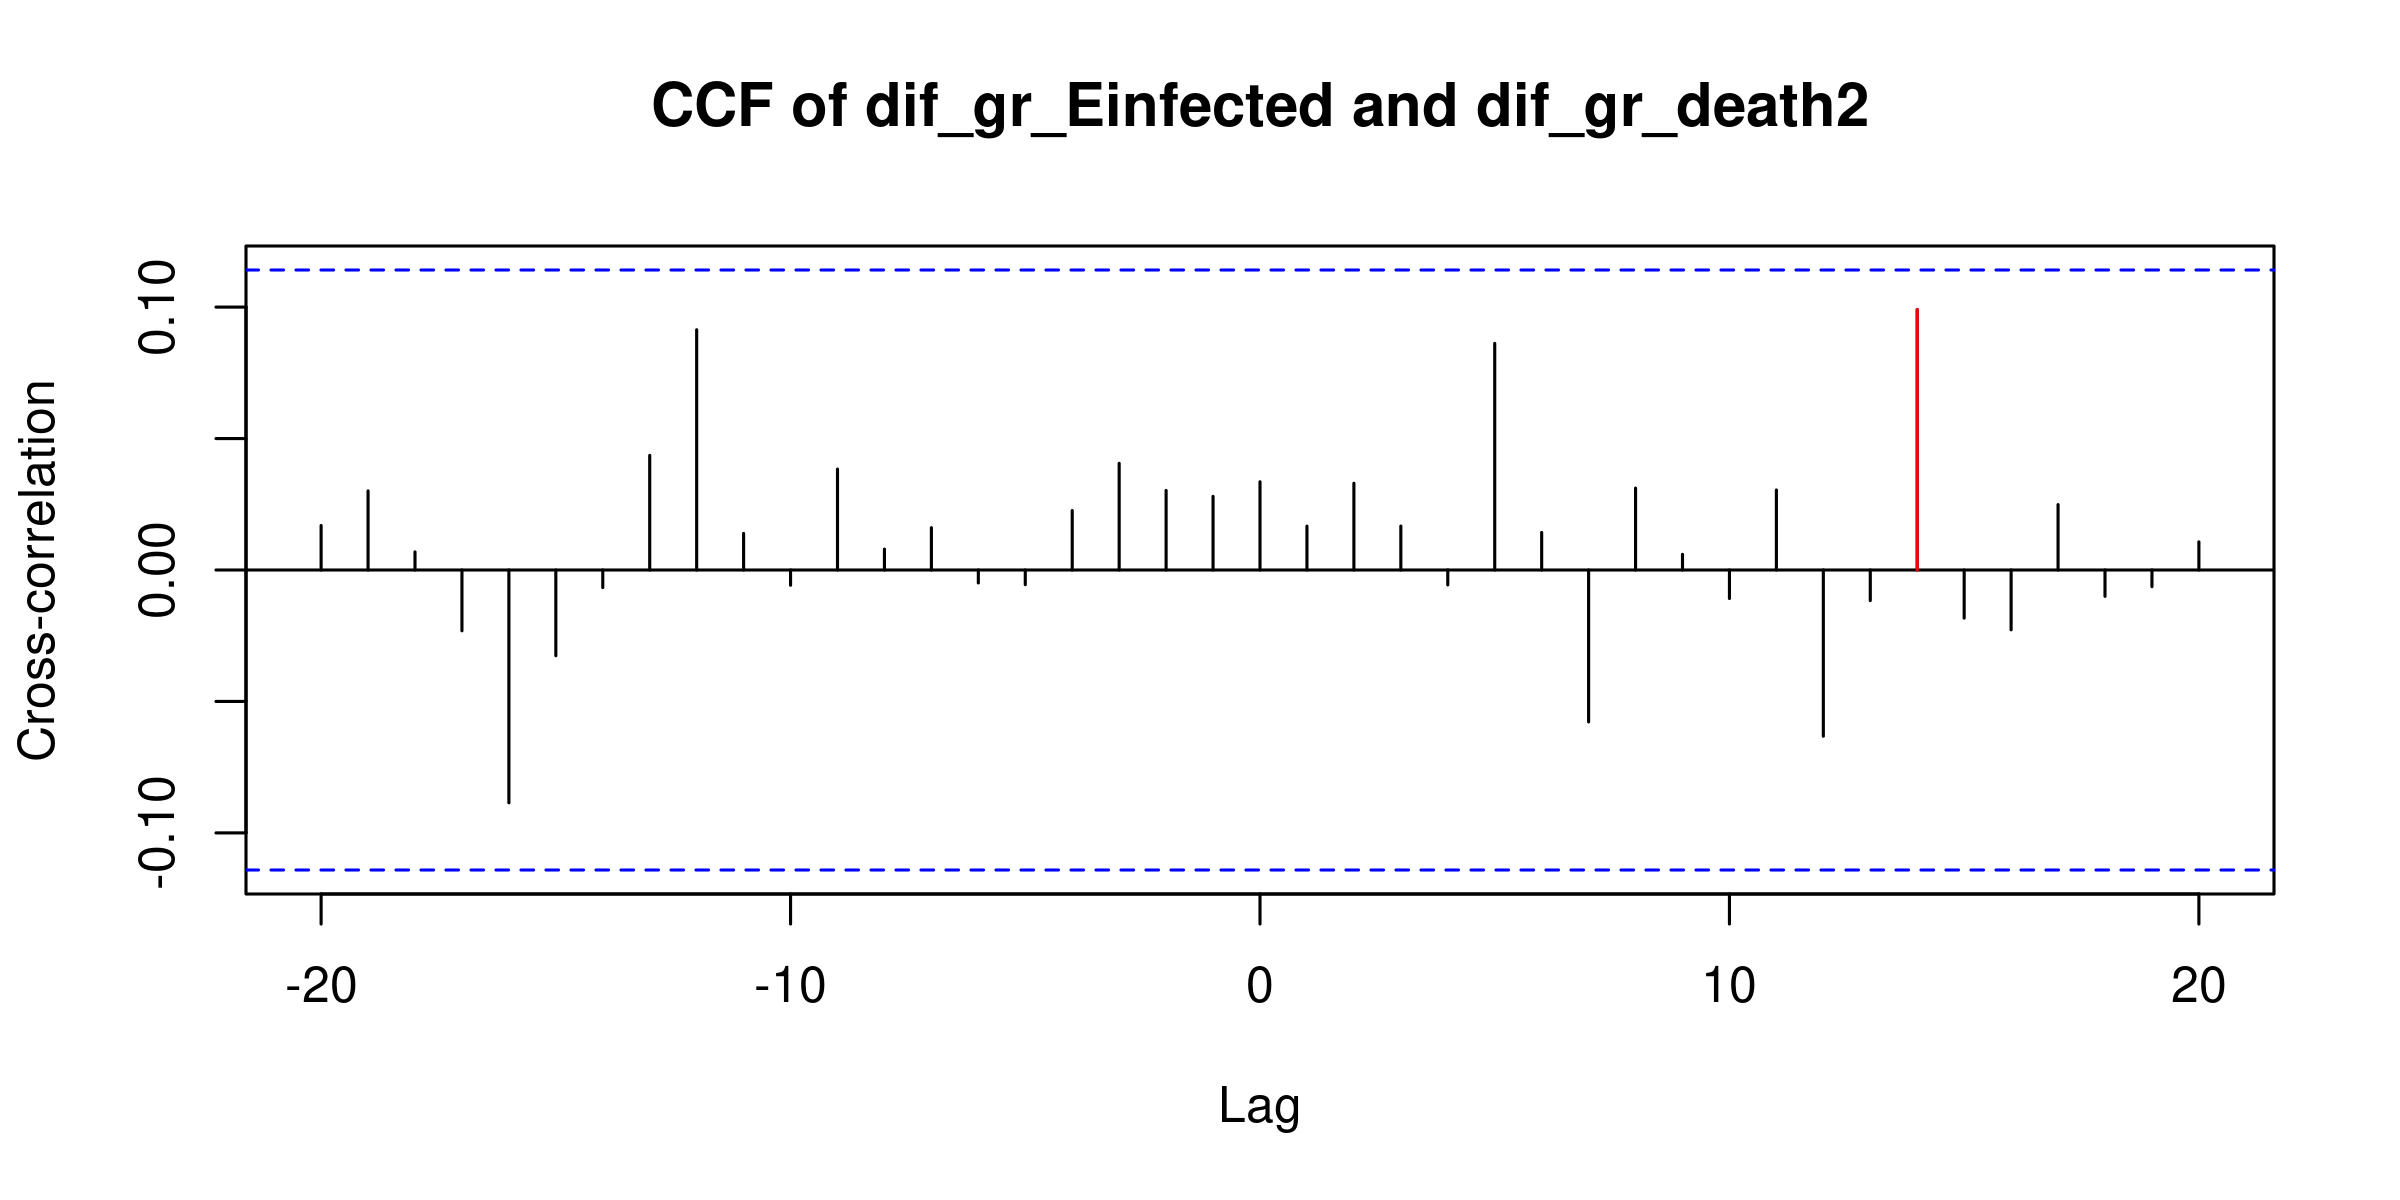 CCF of dif_gr_Einfected and dif_gr_death2
Cross-correlation
0.10
0.00
-0.10
-20 -10 0 10 20
Lag